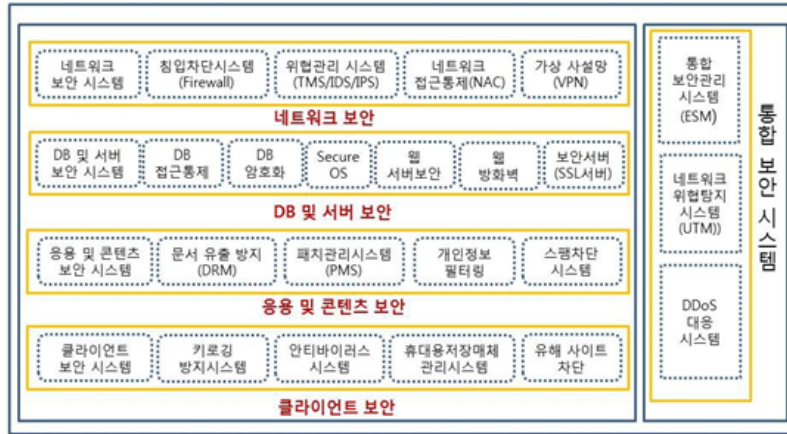 네트워크
보안 시스템
침입차단시스템
(Firewall)
위협관리 시스템
(TMS/IDS/IPS)
네트워크
접근통제(NAC)
가상 사설망
(VPN)
네트워크 보안
DB 및 서버
보안 시스템
DB
접근통제
DB
암호화
Secure
OS
웹
서버보안
웹
방화벽
보안서버
(SSL서버)
DB 및 서버 보안
응용 및 콘텐츠
보안 시스템
문서 유출 방지
(DRM)
패치관리시스템
(PMS)
개인정보
필터링
스팸차단
시스템
응용 및 콘텐츠 보안
클라이언트
보안 시스템
키로깅
방지시스템
안티바이러스
시스템
휴대용저장매체
관리시스템
유해 사이트
차단
클라이언트 보안
통합
보안관리
시스템
(ESM)
네트워크
위협탐지
시스템
(UTM))
DDoS
대응
시스템
통합 보안 시스템